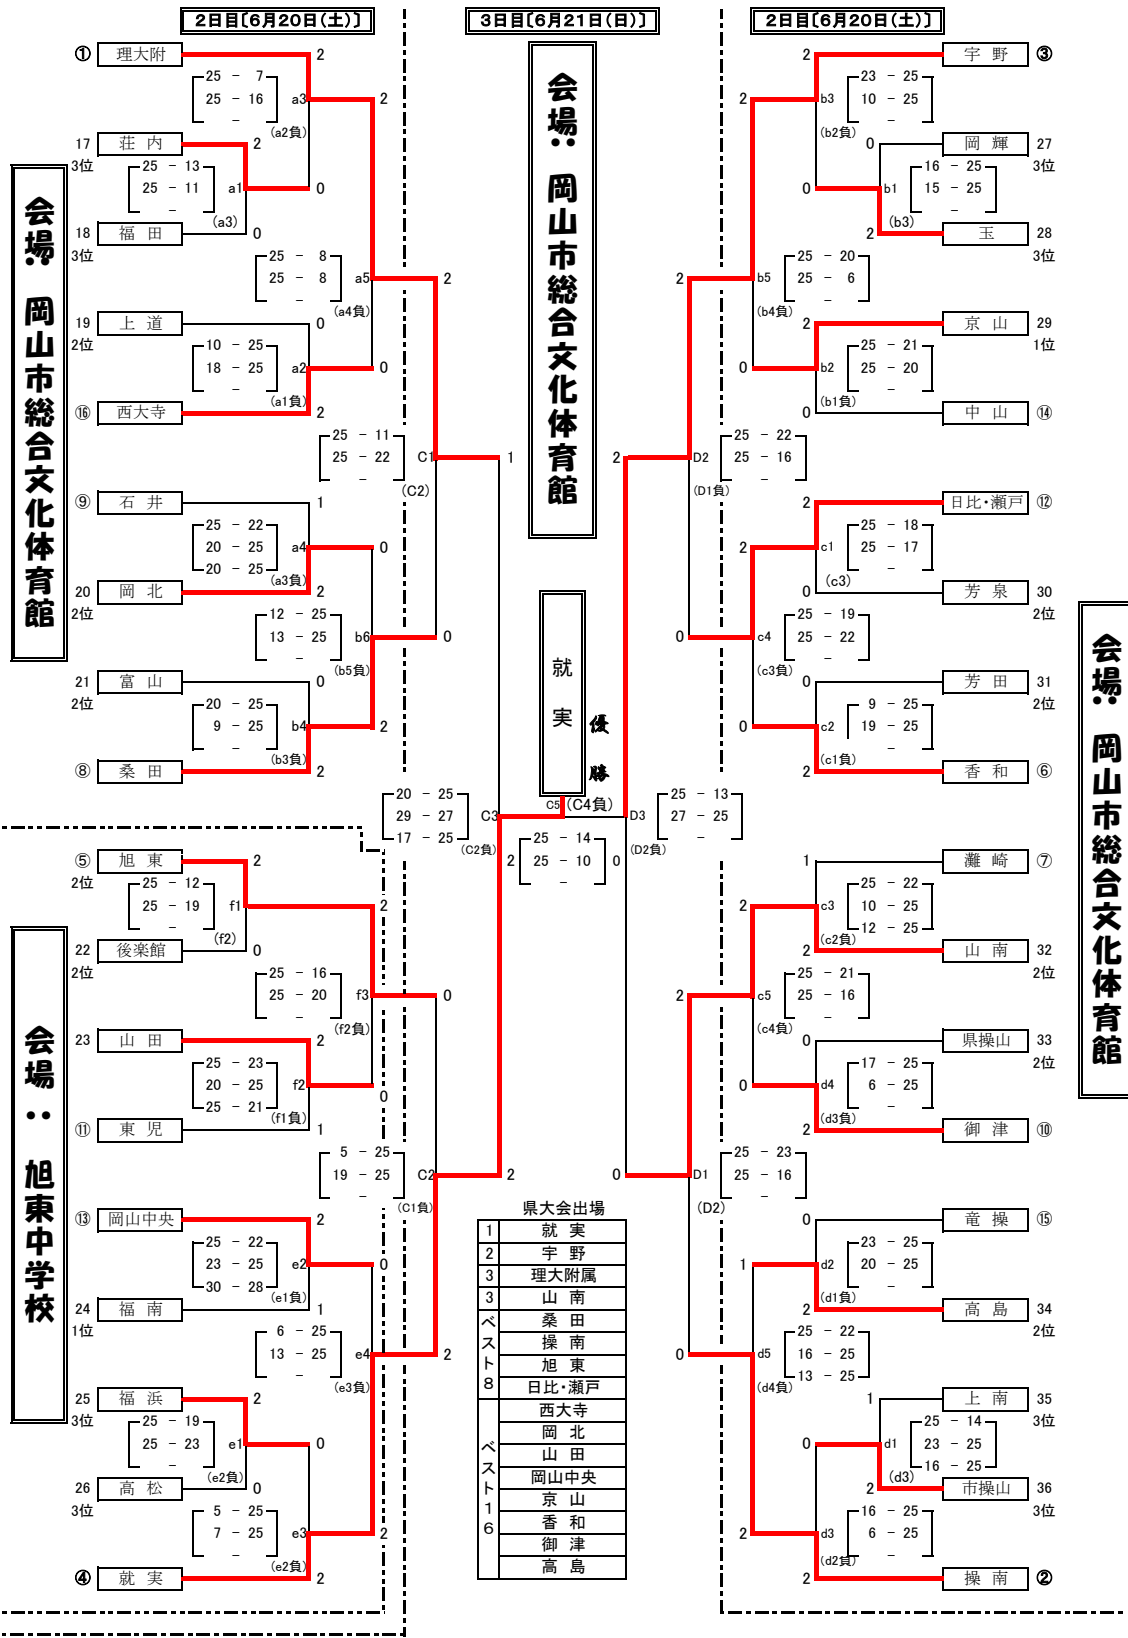 2日目〔6月20日(土)〕
3日目〔6月21日(日)〕
2日目〔6月20日(土)〕
会場：岡山市総合文化体育館
会場：旭東中学校
会場：岡山市総合文化体育館
会場：岡山市総合文化体育館
① 理大附 2
25 - 7
25 - 16 a3 2
-
(a2負)
17 荘内 2
3位
25 - 13
25 - 11 a1 0
-
(a3)
18 福田 0
3位
25 - 8
25 - 8 a5 2
-
(a4負)
19 上道 0
2位
10 - 25
18 - 25 a2 0
-
(a1負)
⑯ 西大寺 2
25 - 11
25 - 22 C1 1
-
(C2)
⑨ 石井 1
25 - 22
20 - 25 a4 0
20 - 25
(a3負)
20 岡北 2
2位
12 - 25
13 - 25 b6 0
-
(b5負)
21 富山 0
2位
20 - 25
9 - 25 b4 2
-
(b3負)
⑧ 桑田 2
20 - 25
29 - 27 C3
17 - 25
(C2負)
2
⑤ 旭東 2
2位
25 - 12
25 - 19 f1 2
-
(f2)
22 後楽館 0
2位
25 - 16
25 - 20 f3 0
-
(f2負)
23 山田 2
25 - 23
20 - 25 f2 0
25 - 21
(f1負)
⑪ 東児 1
5 - 25
19 - 25 C2 2
-
(C1負)
⑬ 岡山中央 2
25 - 22
23 - 25 e2 0
30 - 28
(e1負)
24 福南 1
1位
6 - 25
13 - 25 e4 2
-
(e3負)
25 福浜 2
3位
25 - 19
25 - 23 e1 0
-
(e2負)
26 高松 0
3位
5 - 25
7 - 25 e3 2
-
(e2負)
④ 就実 2
就実
優勝
C5 (C4負)
25 - 14
25 - 10 0
-
2 宇野 ③
23 - 25
2 b3 10 - 25
-
(b2負)
0 岡輝 27
3位
16 - 25
0 b1 15 - 25
-
(b3)
2 玉 28
3位
25 - 20
2 b5 25 - 6
-
(b4負)
2 京山 29
1位
25 - 21
0 b2 25 - 20
-
(b1負)
0 中山 ⑭
25 - 22
2 D2 25 - 16
-
(D1負)
2 日比・瀬戸 ⑫
25 - 18
2 c1 25 - 17
-
(c3)
0 芳泉 30
2位
25 - 19
0 c4 25 - 22
-
(c3負)
0 芳田 31
2位
9 - 25
0 c2 19 - 25
-
(c1負)
2 香和 ⑥
25 - 13
D3 27 - 25
-
(D2負)
1 灘崎 ⑦
25 - 22
2 c3 10 - 25
12 - 25
(c2負)
2 山南 32
2位
25 - 21
2 c5 25 - 16
-
(c4負)
0 県操山 33
2位
17 - 25
0 d4 6 - 25
-
(d3負)
2 御津 ⑩
25 - 23
0 D1 25 - 16
-
(D2)
0 竜操 ⑮
23 - 25
1 d2 20 - 25
-
(d1負)
2 高島 34
2位
25 - 22
0 d5 16 - 25
13 - 25
(d4負)
1 上南 35
3位
25 - 14
0 d1 23 - 25
16 - 25
(d3)
2 市操山 36
3位
16 - 25
2 d3 6 - 25
-
(d2負)
2 操南 ②
県大会出場
1 就実
2 宇野
3 理大附属
3 山南
ベスト8
桑田
操南
旭東
日比・瀬戸
ベスト16
西大寺
岡北
山田
岡山中央
京山
香和
御津
高島